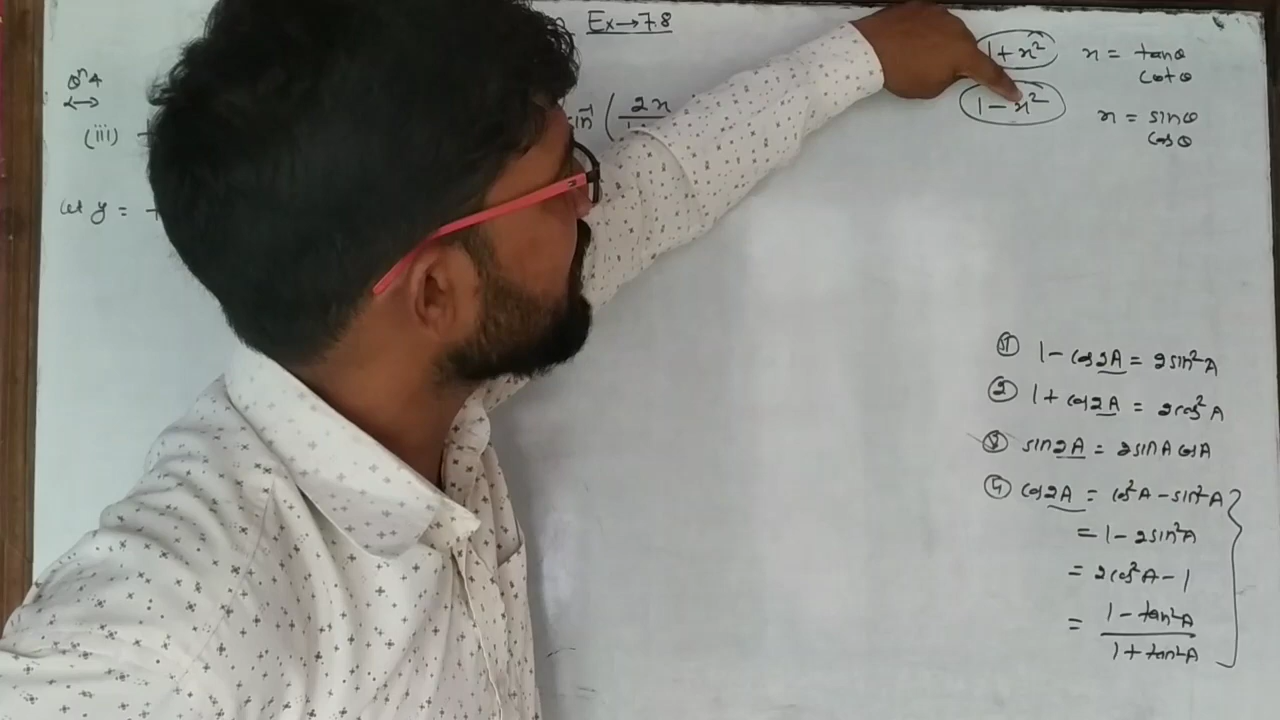 Ex→7.8
Qⁿ 4
(iii)
sin⁻¹ ( 2x
Let y =
1+x² x = tanθ
cotθ
1-x² x = sinθ
cosθ
① 1-cos2A = 2sin²A
② 1+cos2A = 2cos²A
③ sin2A = 2sinA cosA
④ cos2A = cos²A-sin²A
= 1-2sin²A
= 2cos²A-1
= 1-tan²A
1+tan²A